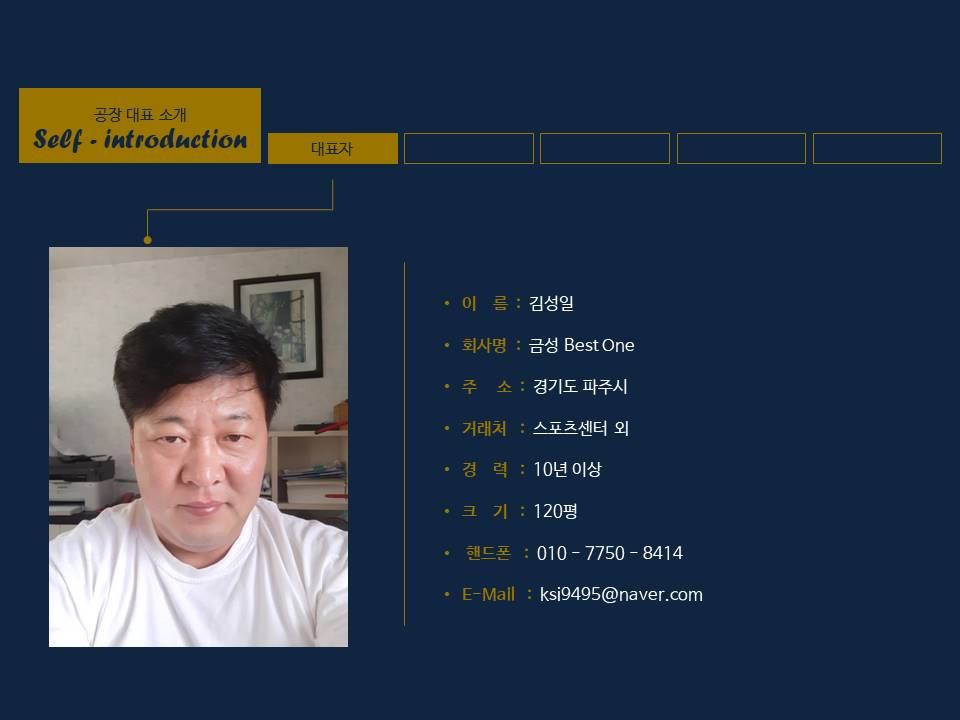 공장 대표 소개
Self - introduction
대표자
• 이 름 : 김성일
• 회사명 : 금성 Best One
• 주 소 : 경기도 파주시
• 거래처 : 스포츠센터 외
• 경 력 : 10년 이상
• 크 기 : 120평
• 핸드폰 : 010 - 7750 - 8414
• E-Mail : ksi9495@naver.com